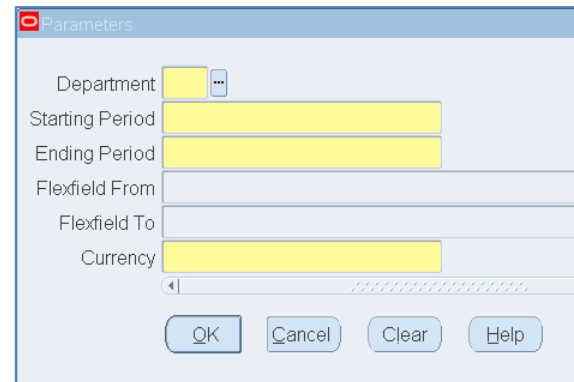 Parameters
Department
Starting Period
Ending Period
Flexfield From
Flexfield To
Currency
OK Cancel Clear Help